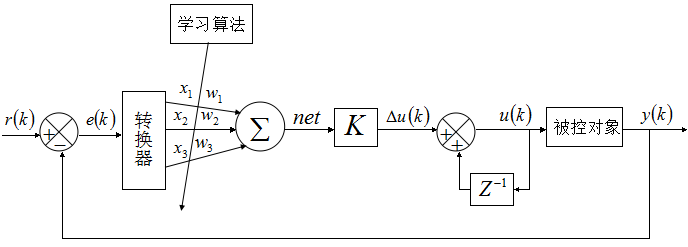 学习算法
r(k)
+
−
e(k)
转换器
x₁
w₁
x₂
w₂
x₃
w₃
∑
net
K
Δu(k)
+
+
u(k)
Z⁻¹
被控对象
y(k)